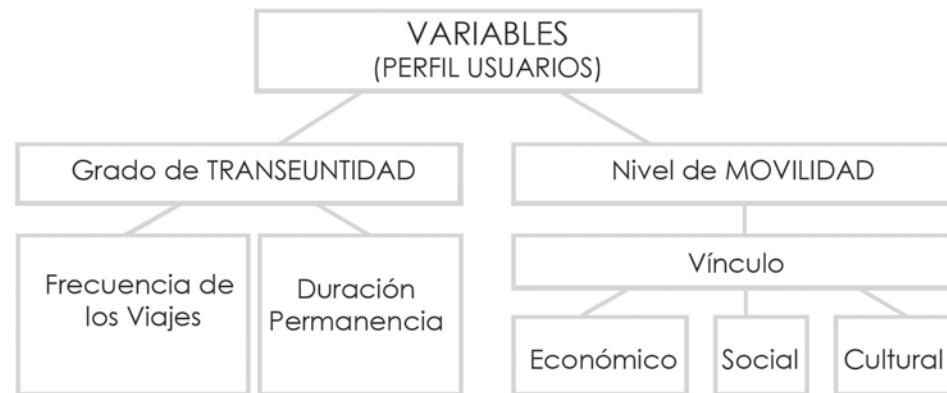 VARIABLES
(PERFIL USUARIOS)
Grado de TRANSEUNTIDAD
Nivel de MOVILIDAD
Frecuencia de
los Viajes
Duración
Permanencia
Vínculo
Económico
Social
Cultural